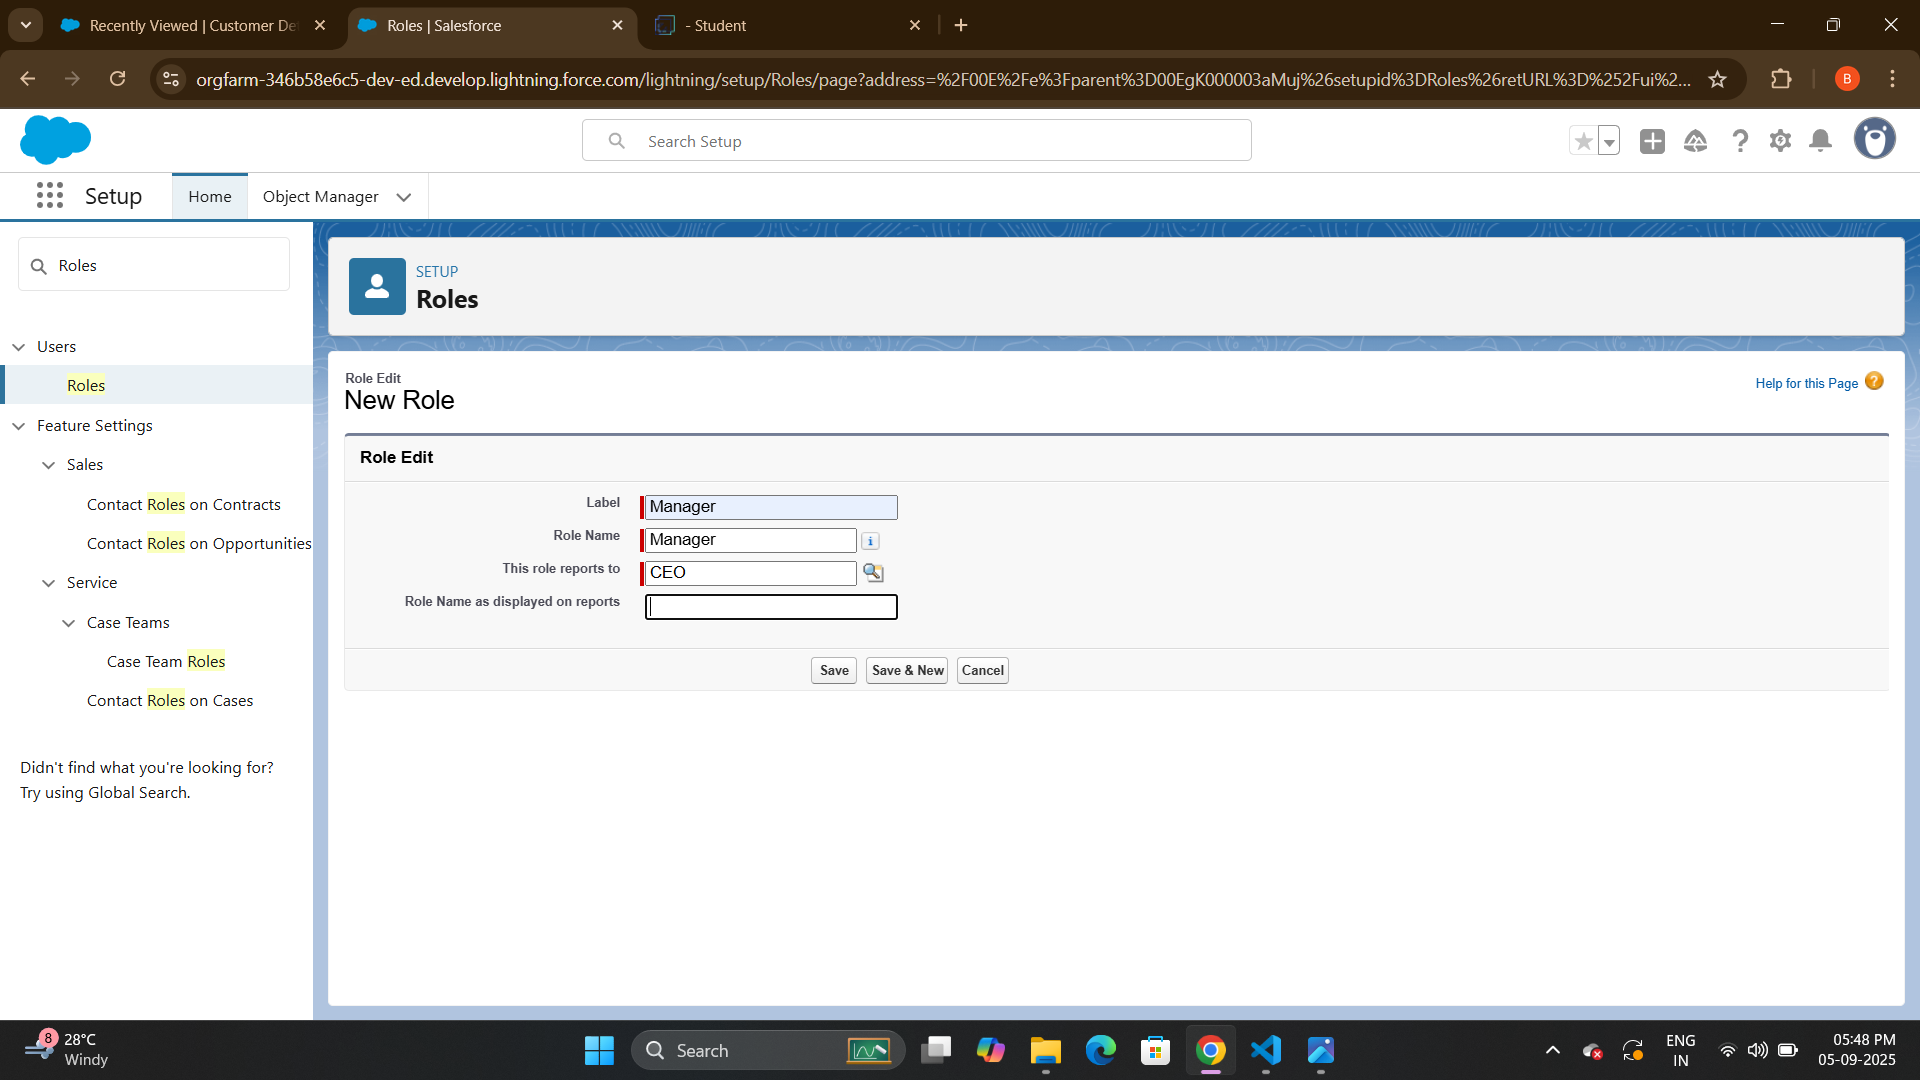 Recently Viewed | Customer De
Roles | Salesforce
- Student
orgfarm-346b58e6c5-dev-ed.develop.lightning.force.com/lightning/setup/Roles/page?address=%2F00E%2Fe%3Fparent%3D00EgK000003aMuj%26setupid%3DRoles%26retURL%3D%252Fui%2...
B
Search Setup
Setup
Home
Object Manager
Roles
Users
Roles
Feature Settings
Sales
Contact Roles on Contracts
Contact Roles on Opportunities
Service
Case Teams
Case Team Roles
Contact Roles on Cases
Didn't find what you're looking for?
Try using Global Search.
SETUP
Roles
Role Edit
New Role
Help for this Page
Role Edit
Label
Manager
Role Name
Manager
This role reports to
CEO
Role Name as displayed on reports
Save
Save & New
Cancel
8
28°C
Windy
Search
ENG
IN
05:48 PM
05-09-2025